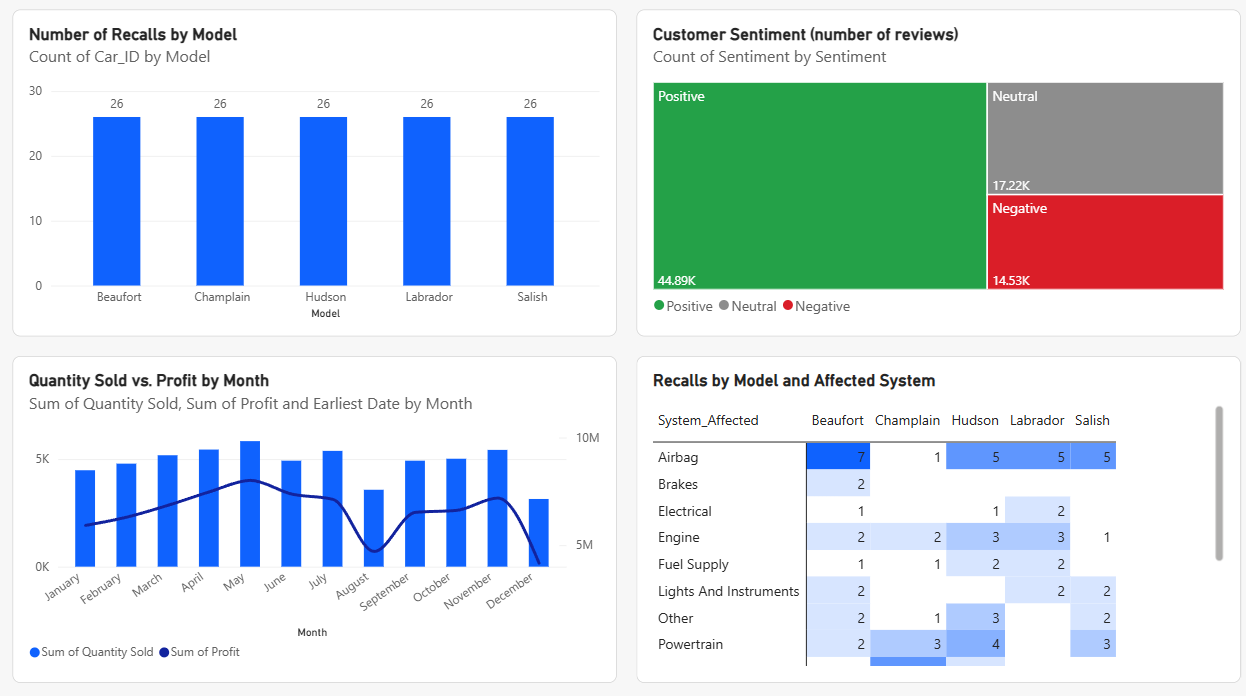 Number of Recalls by Model
Count of Car_ID by Model
30
20
10
0
26 26 26 26 26
Beaufort Champlain Hudson Labrador Salish
Model
Customer Sentiment (number of reviews)
Count of Sentiment by Sentiment
Positive
44.89K
Neutral
17.22K
Negative
14.53K
Positive Neutral Negative
Quantity Sold vs. Profit by Month
Sum of Quantity Sold, Sum of Profit and Earliest Date by Month
5K
0K
10M
5M
January February March April May June July August September October November December
Month
Sum of Quantity Sold Sum of Profit
Recalls by Model and Affected System
System_Affected Beaufort Champlain Hudson Labrador Salish
Airbag 7 1 5 5 5
Brakes 2
Electrical 1 1 2
Engine 2 2 3 3 1
Fuel Supply 1 1 2 2
Lights And Instruments 2 2 2
Other 2 1 3 2
Powertrain 2 3 4 3